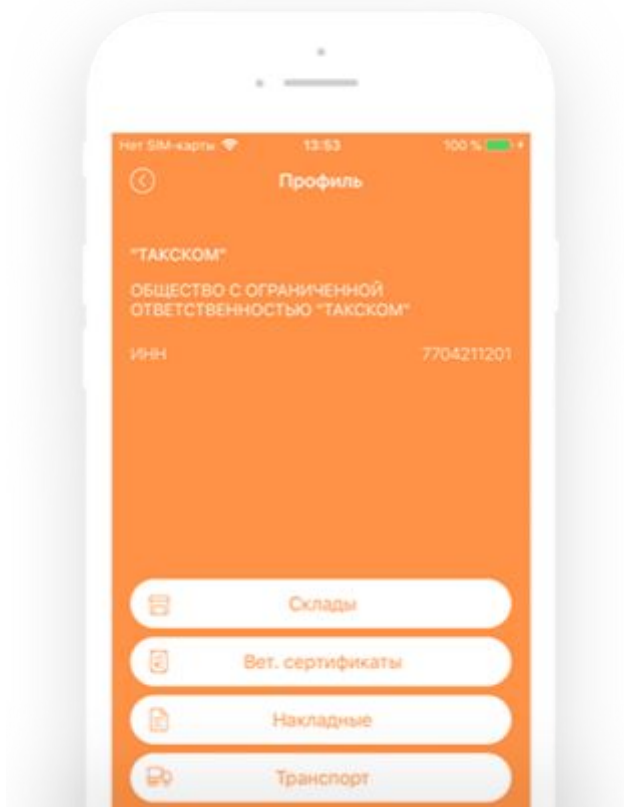 Нет SIM-карты 13:53 100 %
Профиль
"ТАКСКОМ"
ОБЩЕСТВО С ОГРАНИЧЕННОЙ
ОТВЕТСТВЕННОСТЬЮ "ТАКСКОМ"
ИНН 7704211201
Склады
Вет. сертификаты
Накладные
Транспорт